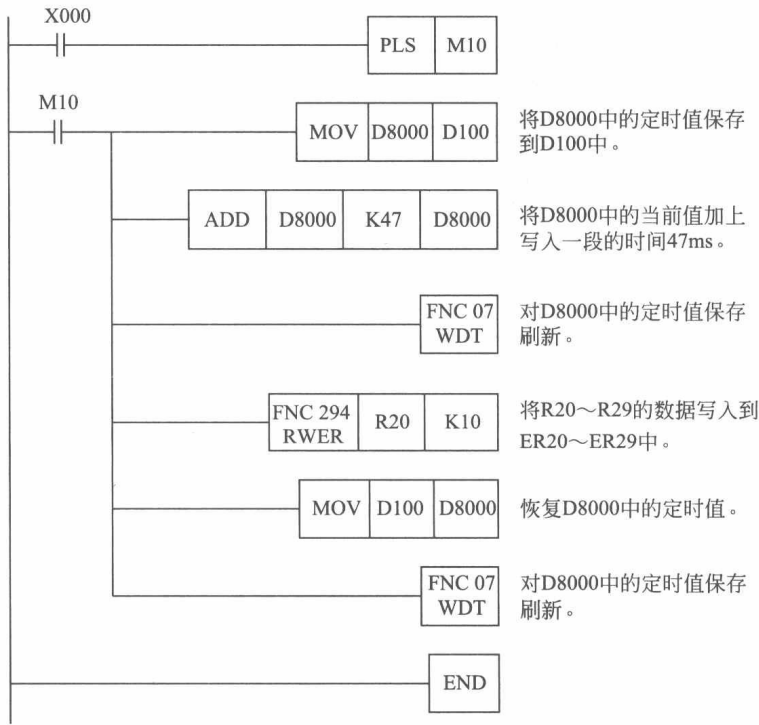 X000
PLS M10
M10
MOV D8000 D100
将D8000中的定时值保存
到D100中。
ADD D8000 K47 D8000
将D8000中的当前值加上
写入一段的时间47ms。
FNC 07
WDT
对D8000中的定时值保存
刷新。
FNC 294
RWER
R20 K10
将R20～R29的数据写入到
ER20～ER29中。
MOV D100 D8000
恢复D8000中的定时值。
FNC 07
WDT
对D8000中的定时值保存
刷新。
END